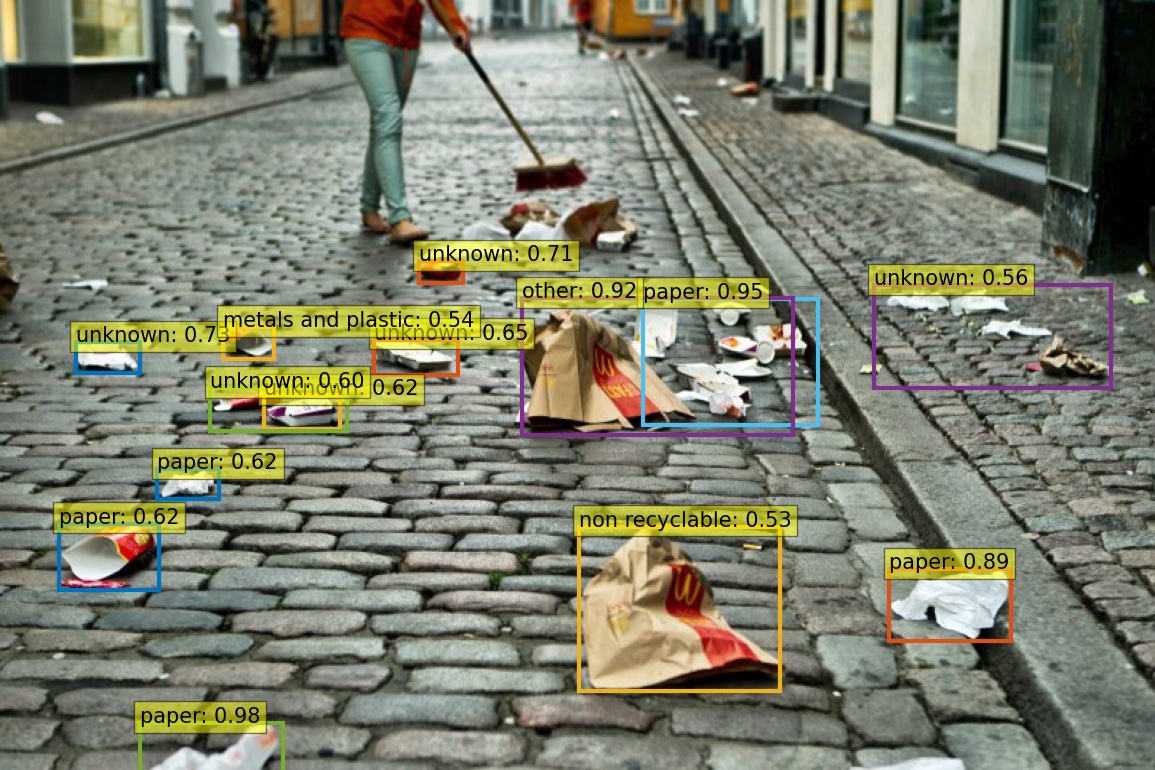 unknown: 0.71
unknown: 0.56
other: 0.92
paper: 0.95
metals and plastic: 0.54
unknown: 0.73
unknown: 0.65
unknown: 0.60
unknown: 0.62
paper: 0.62
paper: 0.62
non recyclable: 0.53
paper: 0.89
paper: 0.98